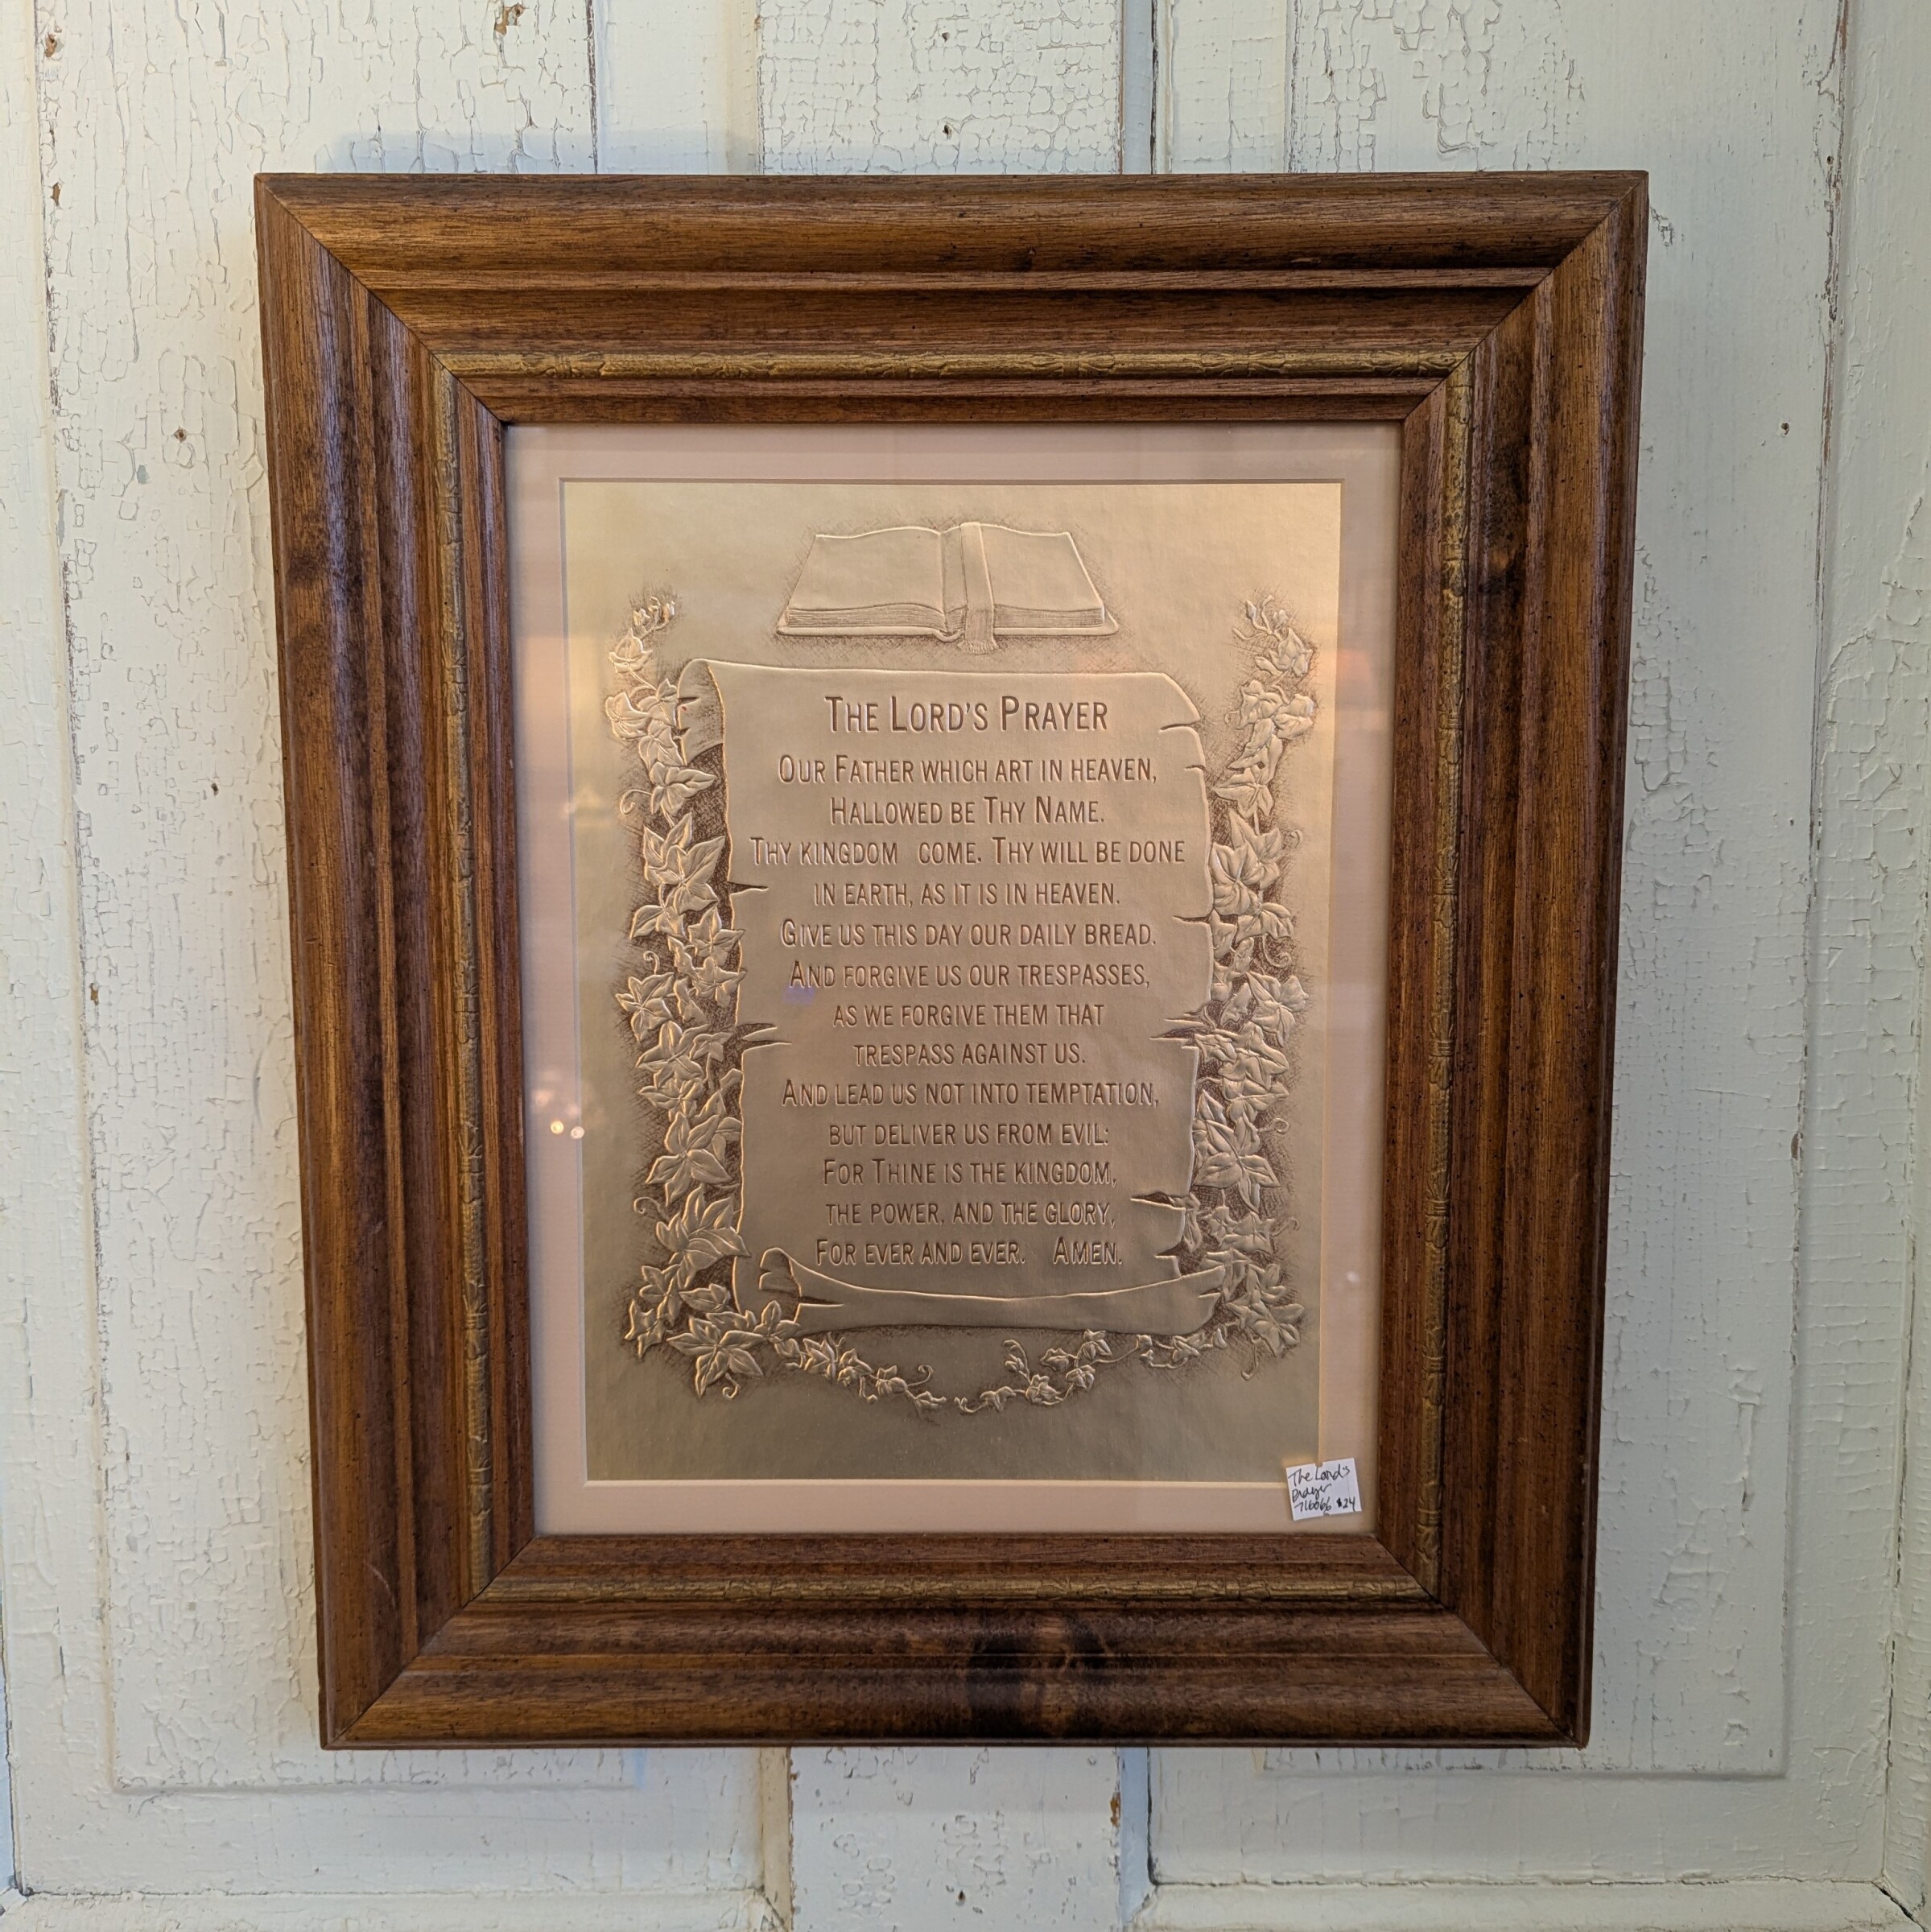 THE LORD'S PRAYER
OUR FATHER WHICH ART IN HEAVEN,
HALLOWED BE THY NAME.
THY KINGDOM COME. THY WILL BE DONE
IN EARTH, AS IT IS IN HEAVEN.
GIVE US THIS DAY OUR DAILY BREAD.
AND FORGIVE US OUR TRESPASSES,
AS WE FORGIVE THEM THAT
TRESPASS AGAINST US.
AND LEAD US NOT INTO TEMPTATION,
BUT DELIVER US FROM EVIL:
FOR THINE IS THE KINGDOM,
THE POWER, AND THE GLORY,
FOR EVER AND EVER. AMEN.
The Lord's
Prayer
716066 $24